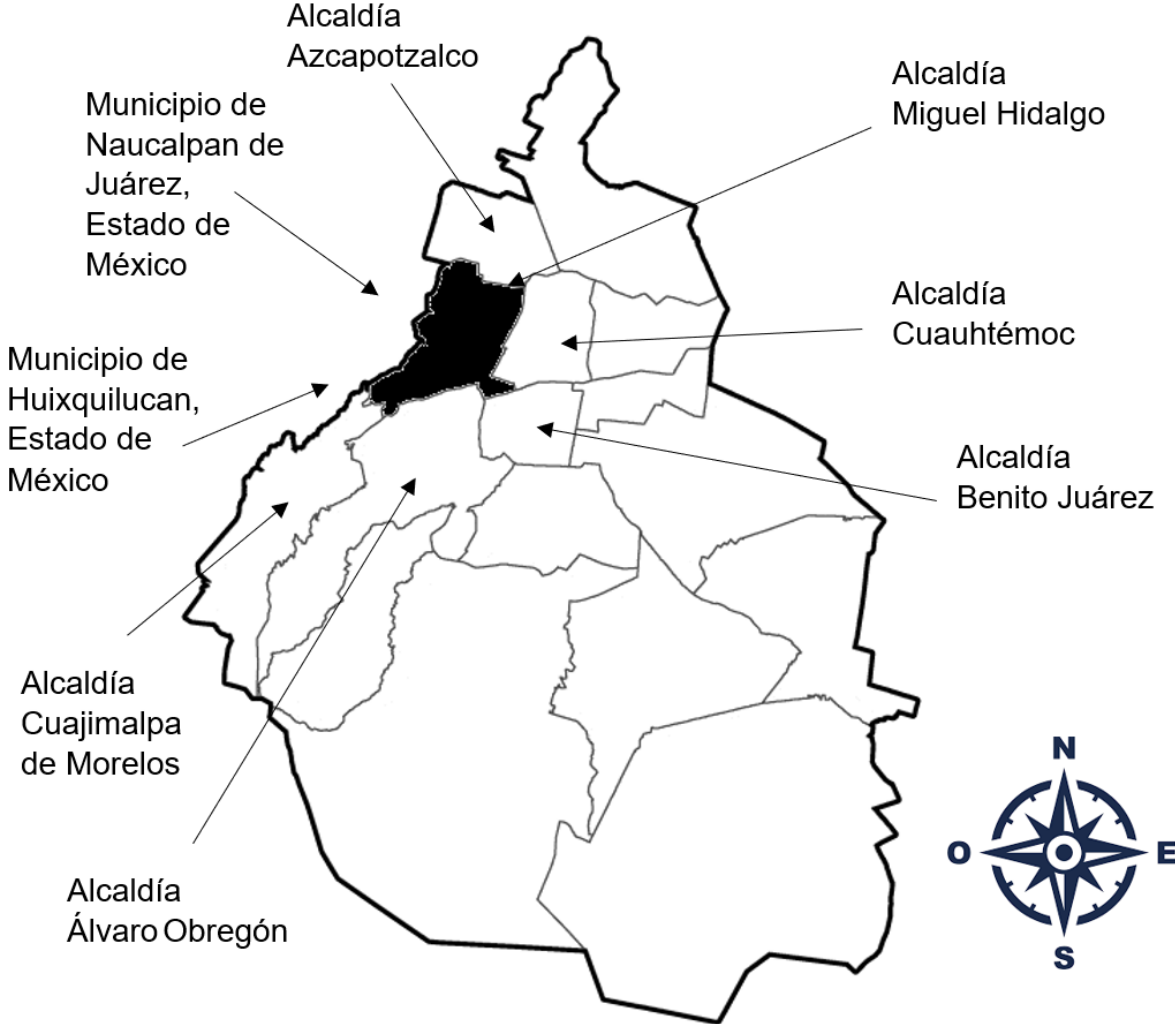 Alcaldía
Azcapotzalco
Alcaldía
Miguel Hidalgo
Municipio de
Naucalpan de
Juárez,
Estado de
México
Alcaldía
Cuauhtémoc
Municipio de
Huixquilucan,
Estado de
México
Alcaldía
Benito Juárez
Alcaldía
Cuajimalpa
de Morelos
Alcaldía
Álvaro Obregón
N
O
E
S